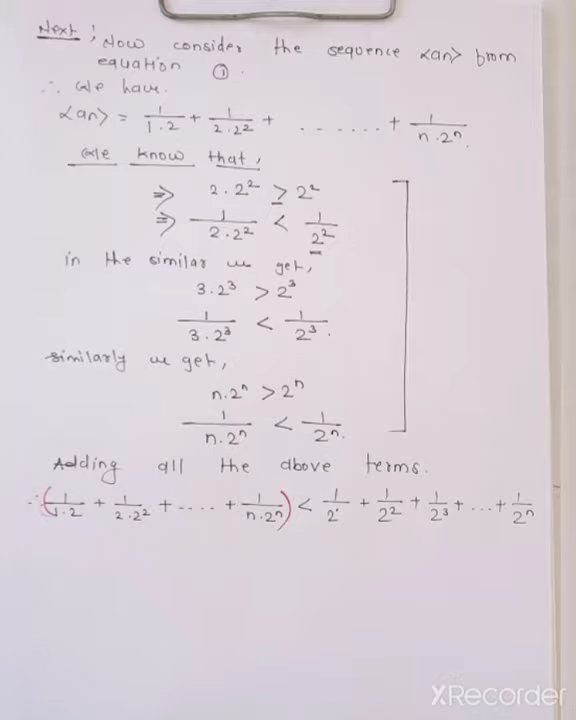 Next : Now consider the sequence <an> from
equation ①.
∴ We have.
<an> = 1/1.2 + 1/2.2² + ....... + 1/n.2ⁿ.
We know that,
⇒ 2.2² > 2²
⇒ 1/2.2² < 1/2²
in the similar we get,
3.2³ > 2³
1/3.2³ < 1/2³.
similarly we get,
n.2ⁿ > 2ⁿ
1/n.2ⁿ < 1/2ⁿ.
Adding all the above terms.
∴ (1/1.2 + 1/2.2² + .... + 1/n.2ⁿ) < 1/2' + 1/2² + 1/2³ + ... + 1/2ⁿ
XRecorder